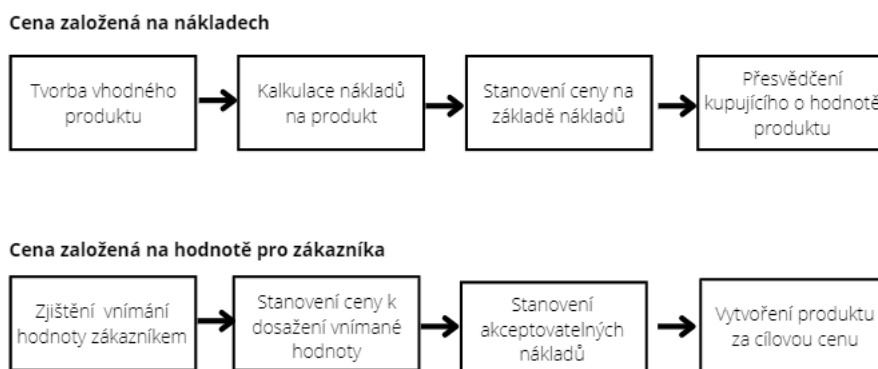 Cena založená na nákladech
Tvorba vhodného
produktu
Kalkulace nákladů
na produkt
Stanovení ceny na
základě nákladů
Přesvědčení
kupujícího o hodnotě
produktu
Cena založená na hodnotě pro zákazníka
Zjištění vnímání
hodnoty zákazníkem
Stanovení ceny k
dosažení vnímané
hodnoty
Stanovení
akceptovatelných
nákladů
Vytvoření produktu
za cílovou cenu